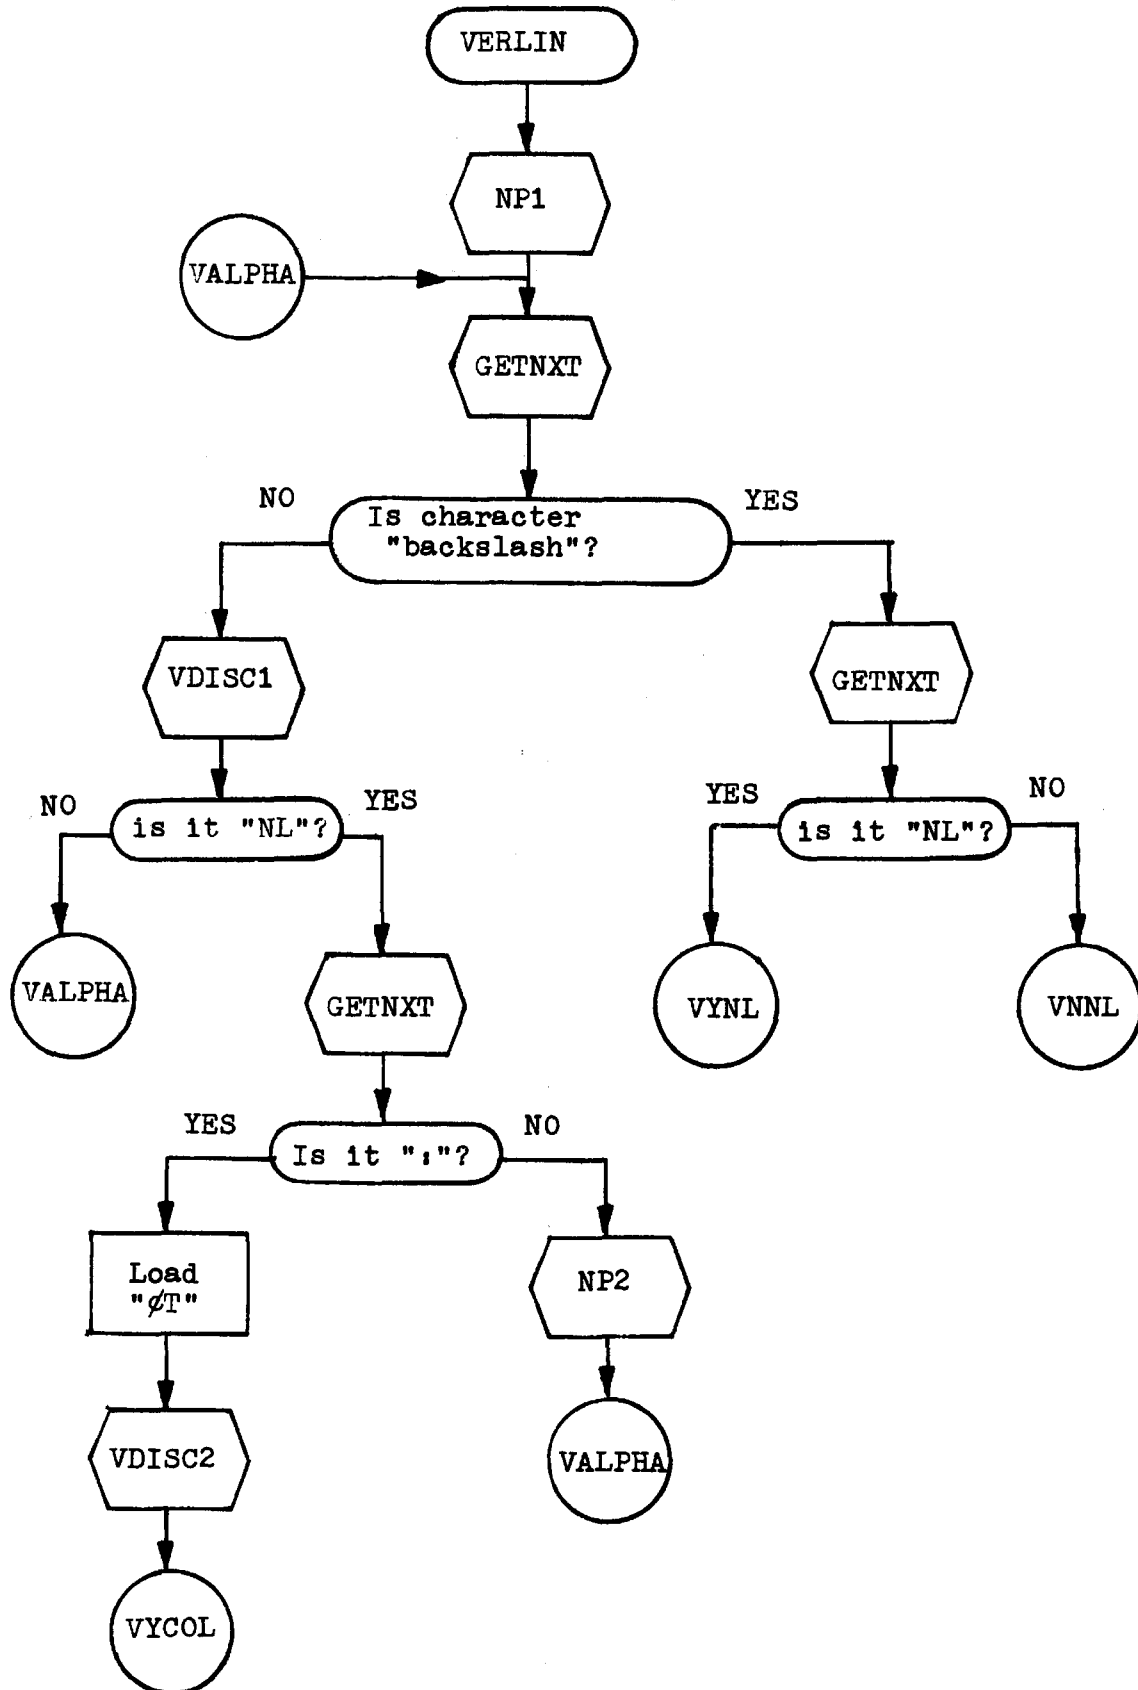 VERLIN
NP1
VALPHA
GETNXT
NO
YES
Is character
"backslash"?
VDISC1
GETNXT
NO
YES
is it "NL"?
YES
NO
is it "NL"?
VALPHA
GETNXT
VYNL
VNNL
YES
NO
Is it ":"?
Load
"¢T"
NP2
VDISC2
VALPHA
VYCOL